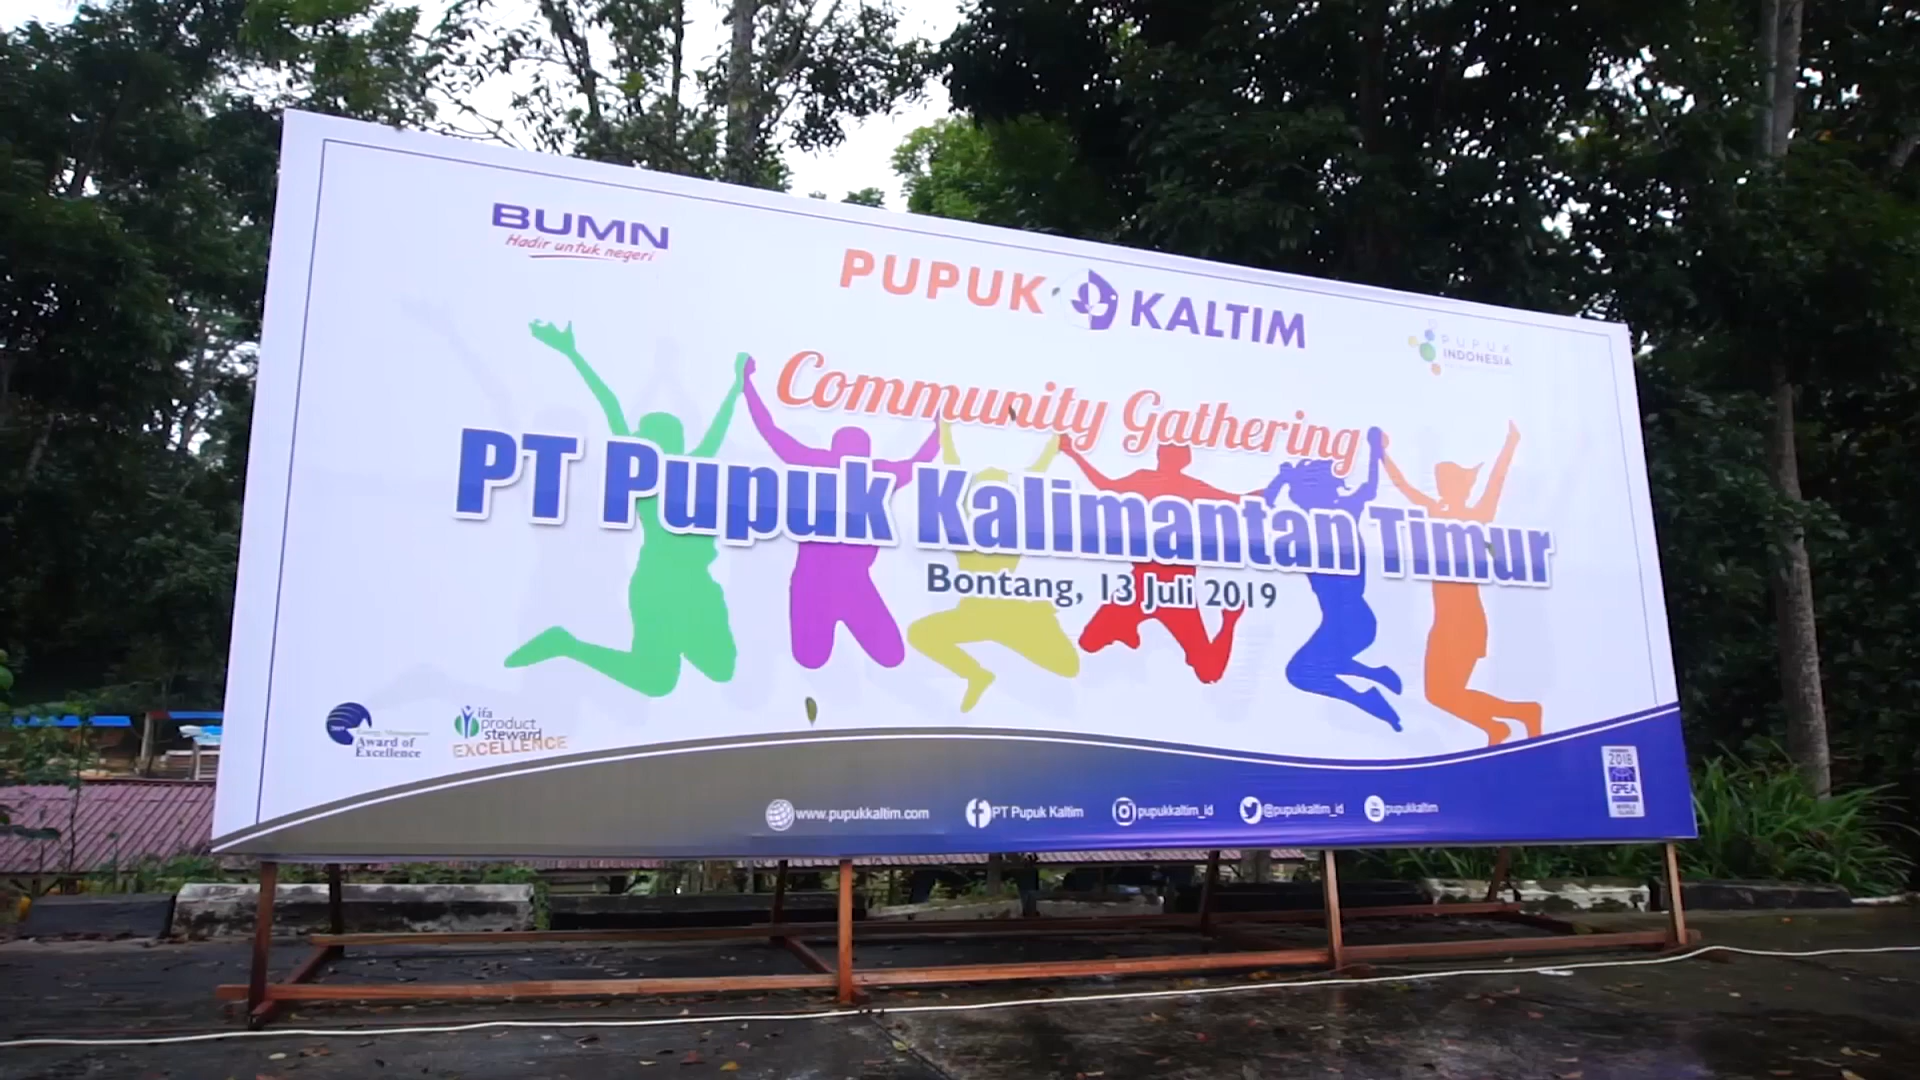 BUMN
Hadir untuk negeri
PUPUK KALTIM
PUPUK
INDONESIA
Community Gathering
PT Pupuk Kalimantan Timur
Bontang, 13 Juli 2019
Award of
Excellence
ifa
product
steward
EXCELLENCE
www.pupukkaltim.com
PT Pupuk Kaltim
pupukkaltim_id
@pupukkaltim_id
pupukkaltim
2018
GPEA